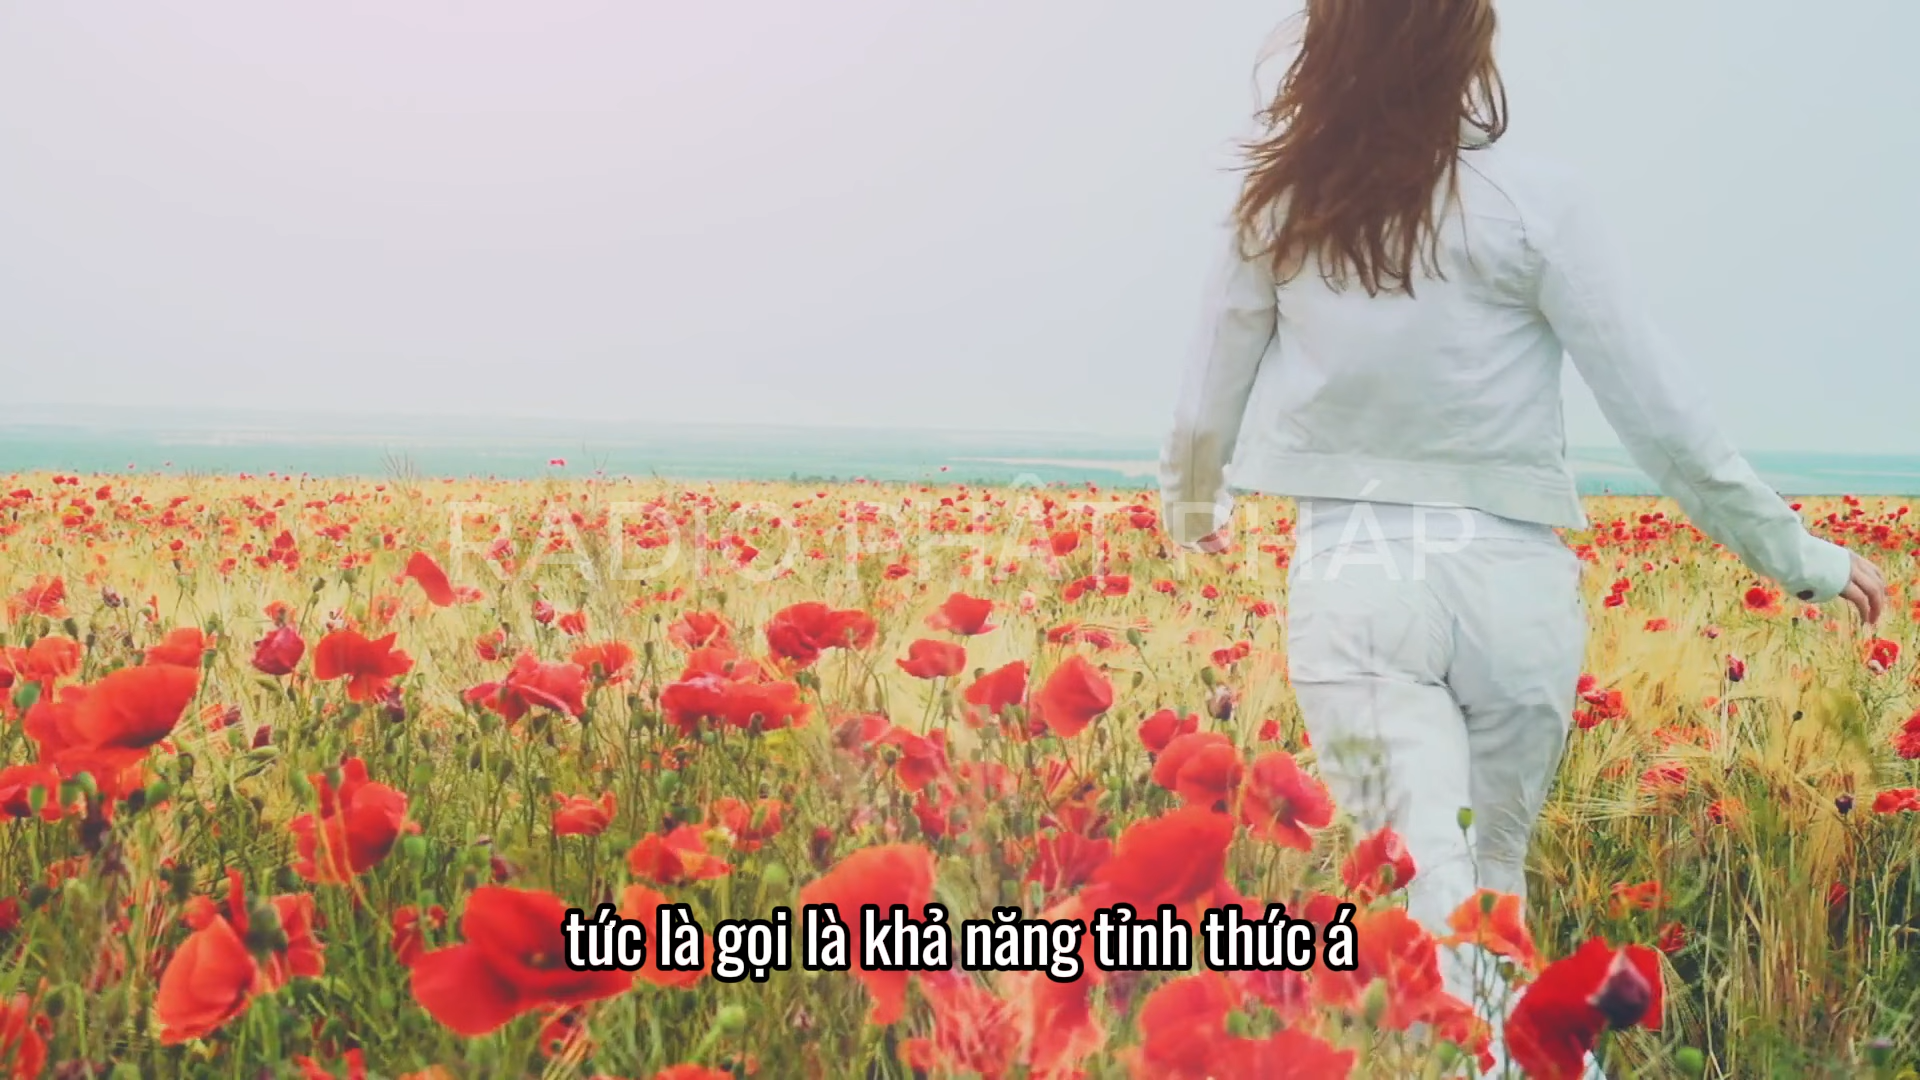 RADIO PHẬT PHÁP
tức là gọi là khả năng tỉnh thức á